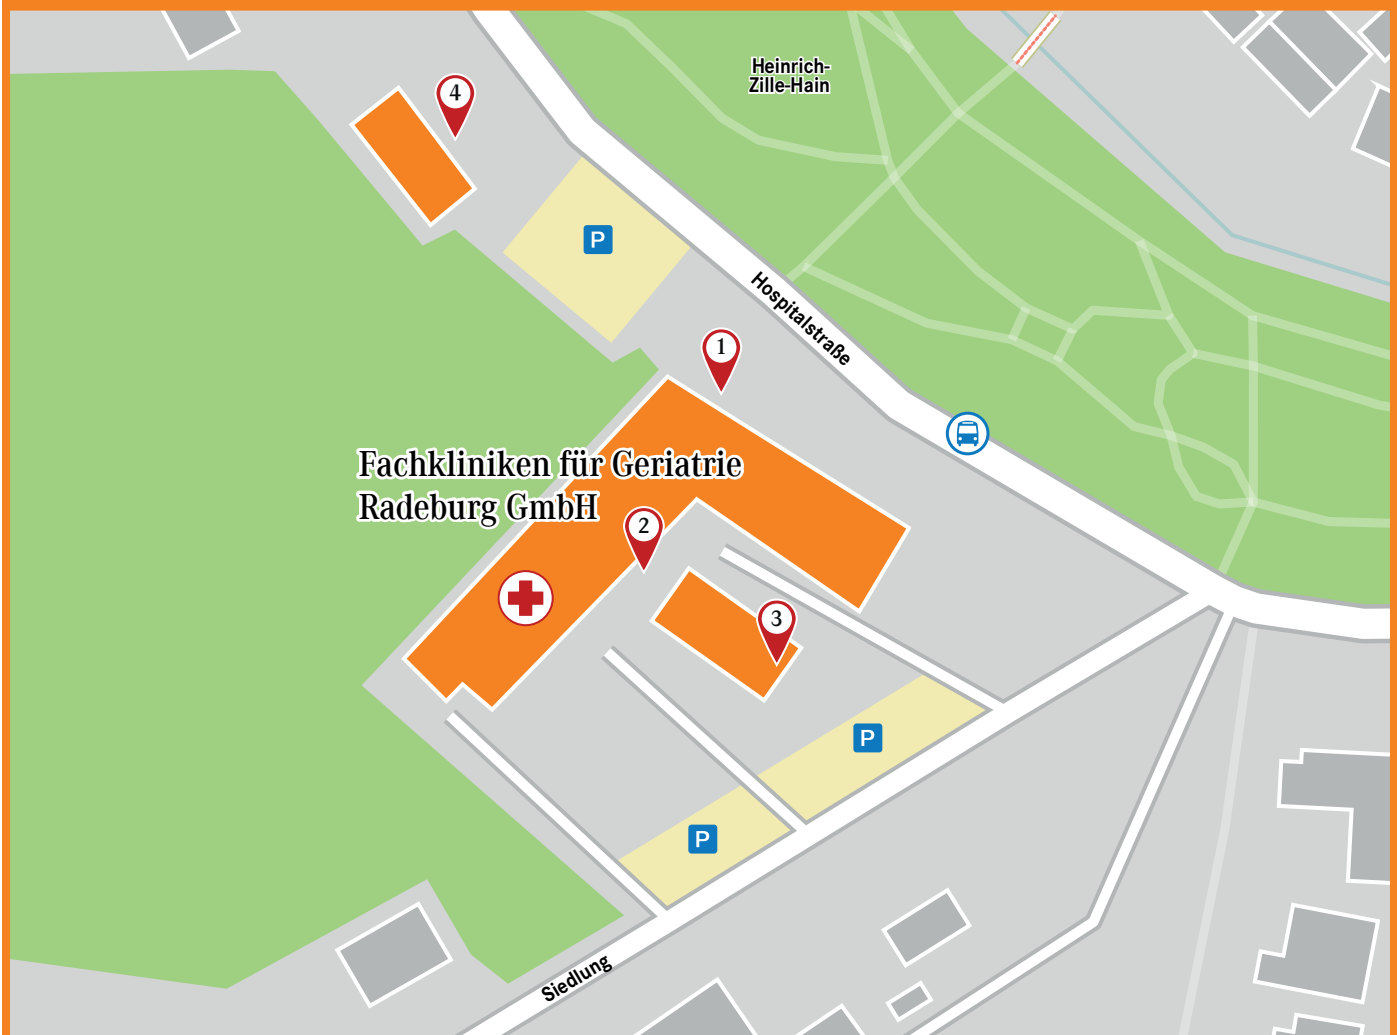 Heinrich-
Zille-Hain
4
P
Hospitalstraße
1
Fachkliniken für Geriatrie
Radeburg GmbH
2
3
P
P
Siedlung